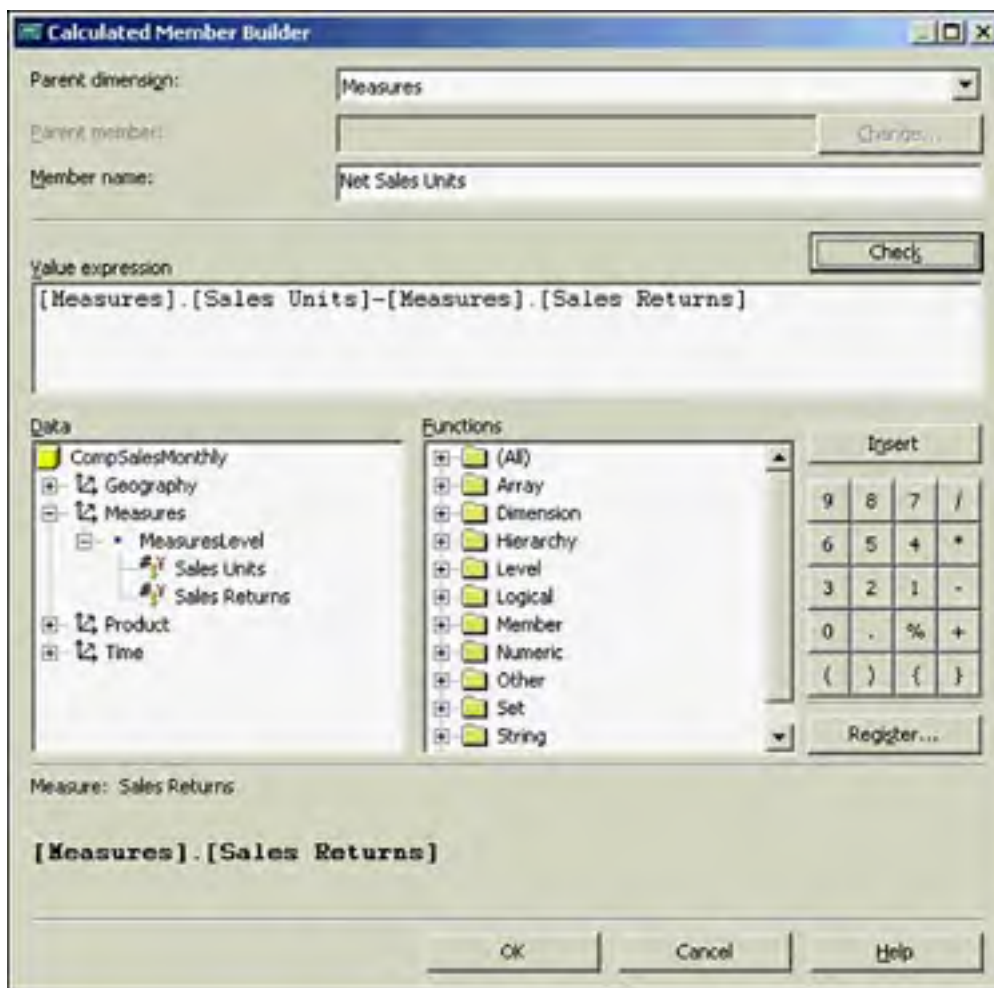 Calculated Member Builder
Parent dimension:
Measures
Parent member:
Change...
Member name:
Net Sales Units
Check
Value expression
[Measures].[Sales Units]-[Measures].[Sales Returns]
Data
CompSalesMonthly
Geography
Measures
MeasuresLevel
Sales Units
Sales Returns
Product
Time
Functions
(All)
Array
Dimension
Hierarchy
Level
Logical
Member
Numeric
Other
Set
String
Insert
9 8 7 /
6 5 4 *
3 2 1 -
0 . % +
( ) { }
Register...
Measure: Sales Returns
[Measures].[Sales Returns]
OK Cancel Help